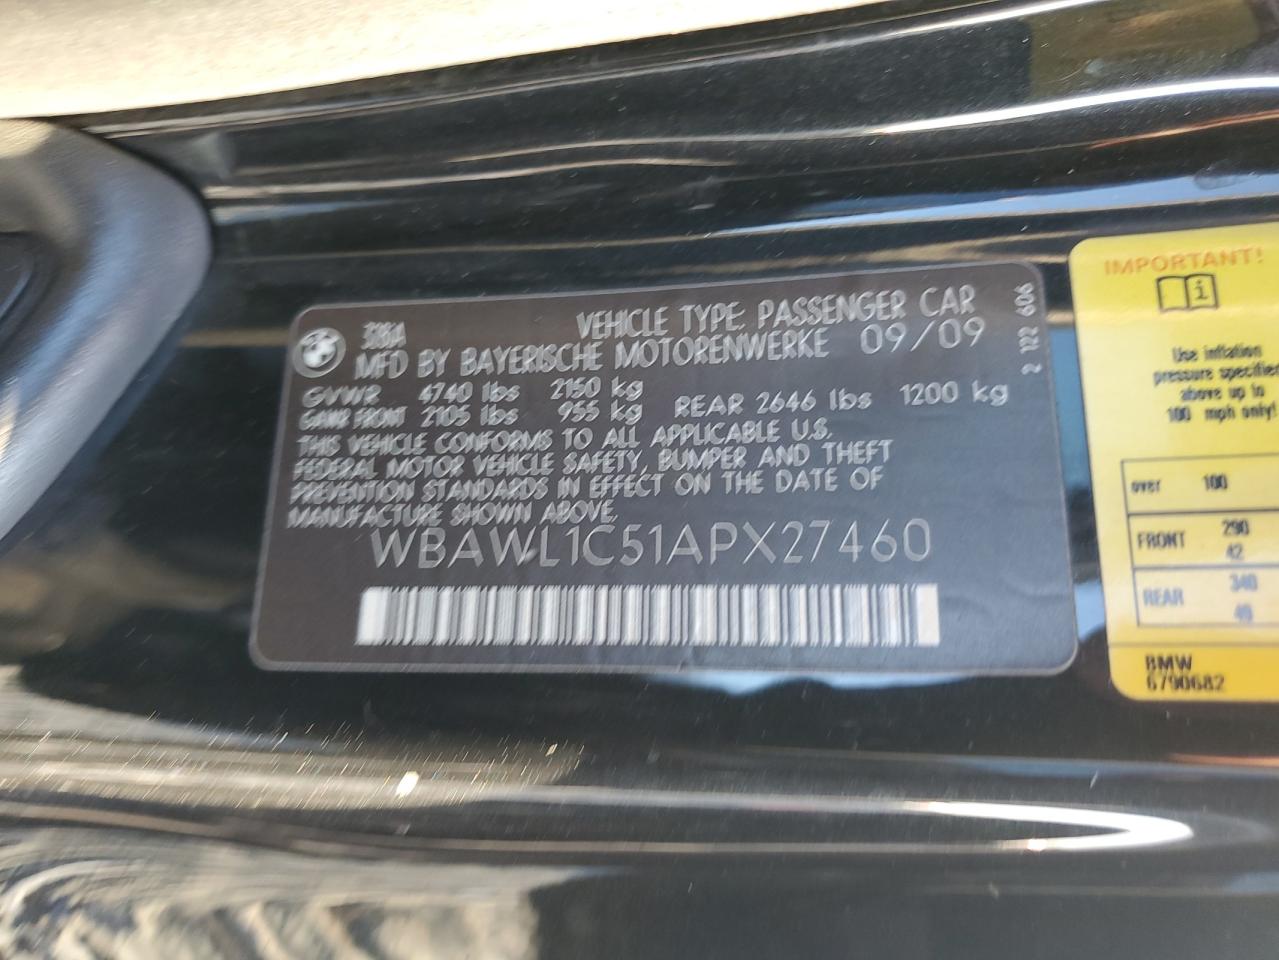 VEHICLE TYPE: PASSENGER CAR
MFD BY BAYERISCHE MOTORENWERKE 09/09
GVWR 4740 lbs 2150 kg
GAWR FRONT 2105 lbs 955 kg REAR 2646 lbs 1200 kg
THIS VEHICLE CONFORMS TO ALL APPLICABLE U.S.
FEDERAL MOTOR VEHICLE SAFETY, BUMPER AND THEFT
PREVENTION STANDARDS IN EFFECT ON THE DATE OF
MANUFACTURE SHOWN ABOVE.
WBAWL1C51APX27460
2 122 606
IMPORTANT!
i
Use inflation
pressure specified
above up to
100 mph only!
over 100
FRONT 290
42
REAR 340
49
BMW
6790682